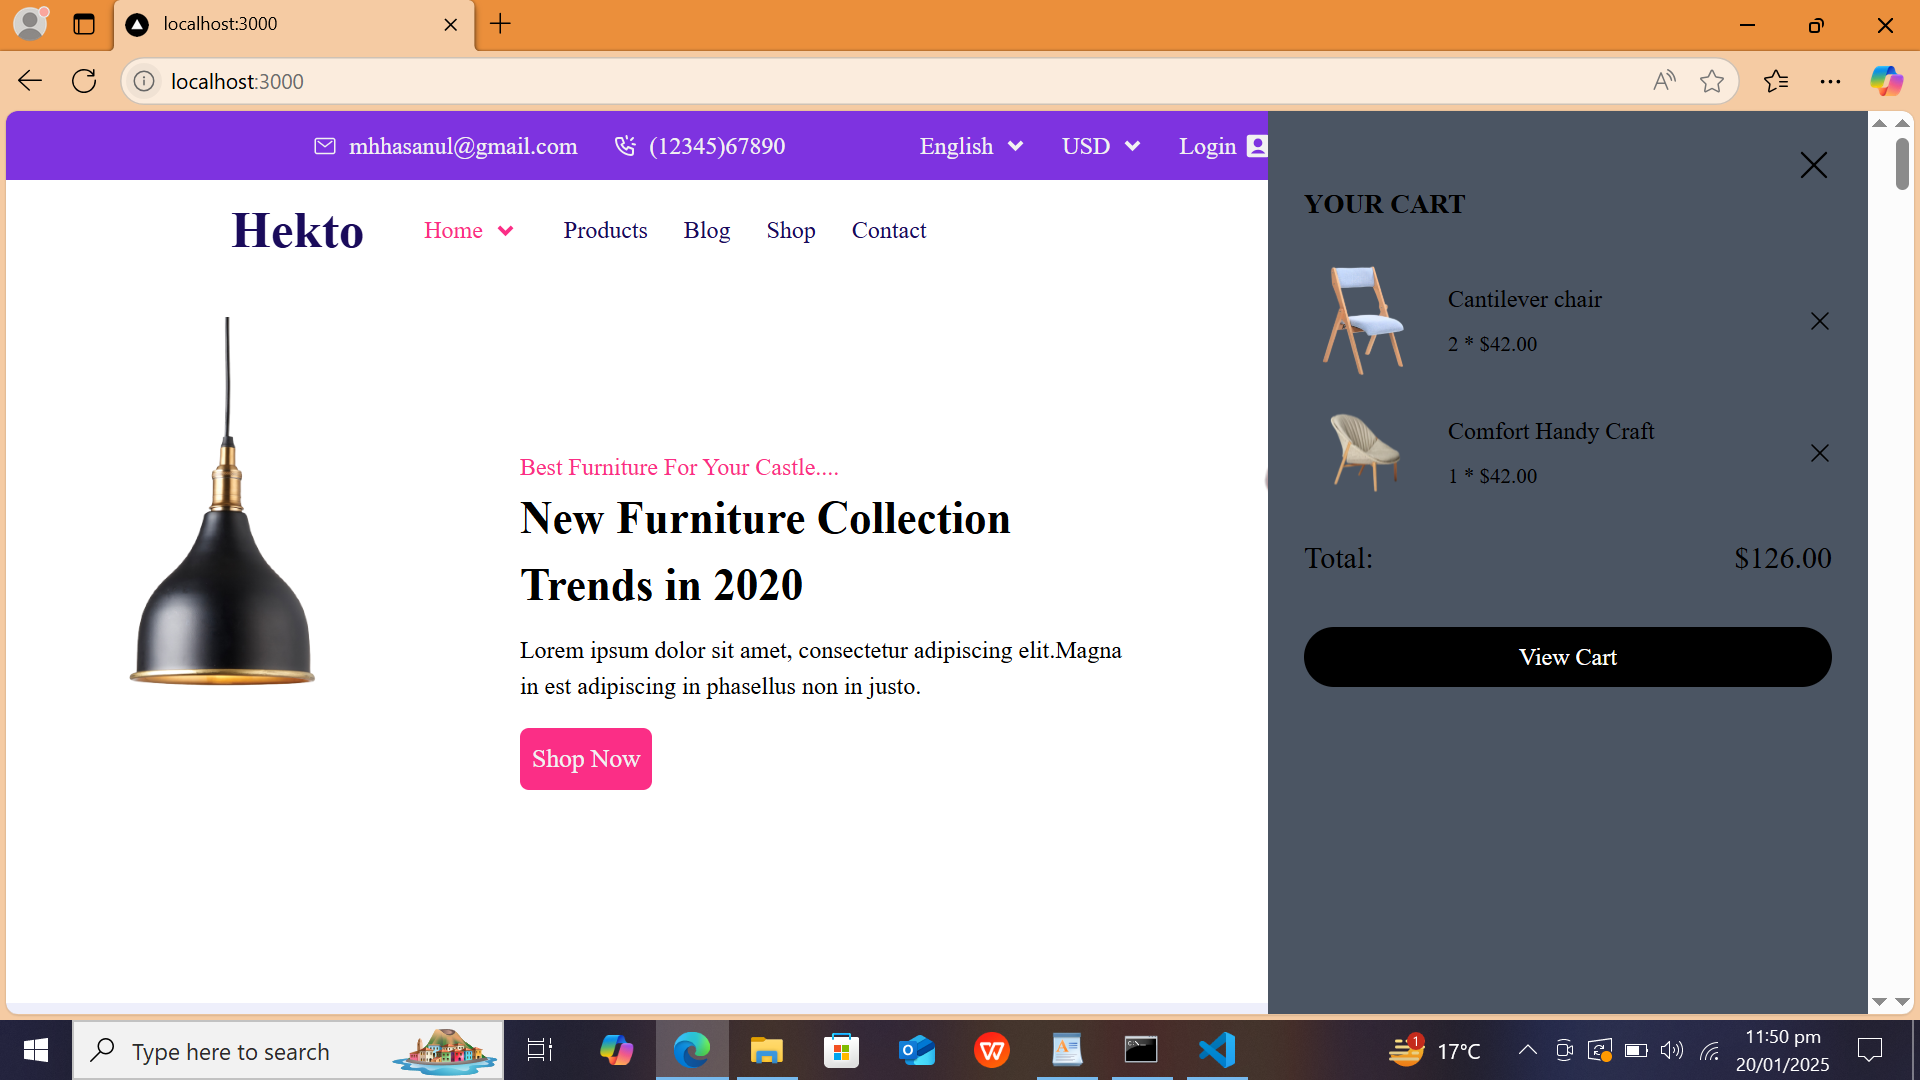 localhost:3000
localhost:3000
mhhasanul@gmail.com (12345)67890 English USD Login
Hekto Home Products Blog Shop Contact
Best Furniture For Your Castle....
New Furniture Collection
Trends in 2020
Lorem ipsum dolor sit amet, consectetur adipiscing elit.Magna
in est adipiscing in phasellus non in justo.
Shop Now
YOUR CART
Cantilever chair
2 * $42.00
Comfort Handy Craft
1 * $42.00
Total: $126.00
View Cart
Type here to search
1
17°C
11:50 pm
20/01/2025